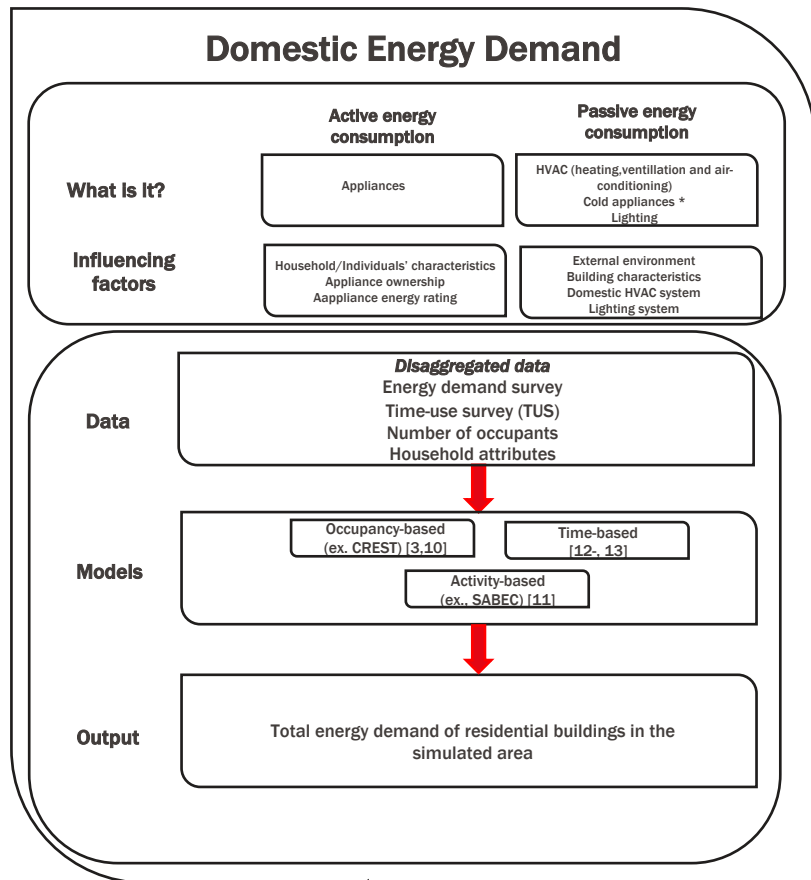 Domestic Energy Demand
Active energy
consumption
Passive energy
consumption
What is it?
Appliances
HVAC (heating,ventillation and air-
conditioning)
Cold appliances *
Lighting
Influencing
factors
Household/Individuals' characteristics
Appliance ownership
Aappliance energy rating
External environment
Building characteristics
Domestic HVAC system
Lighting system
Data
Disaggregated data
Energy demand survey
Time-use survey (TUS)
Number of occupants
Household attributes
Models
Occupancy-based
(ex. CREST) [3,10]
Time-based
[12-, 13]
Activity-based
(ex., SABEC) [11]
Output
Total energy demand of residential buildings in the
simulated area